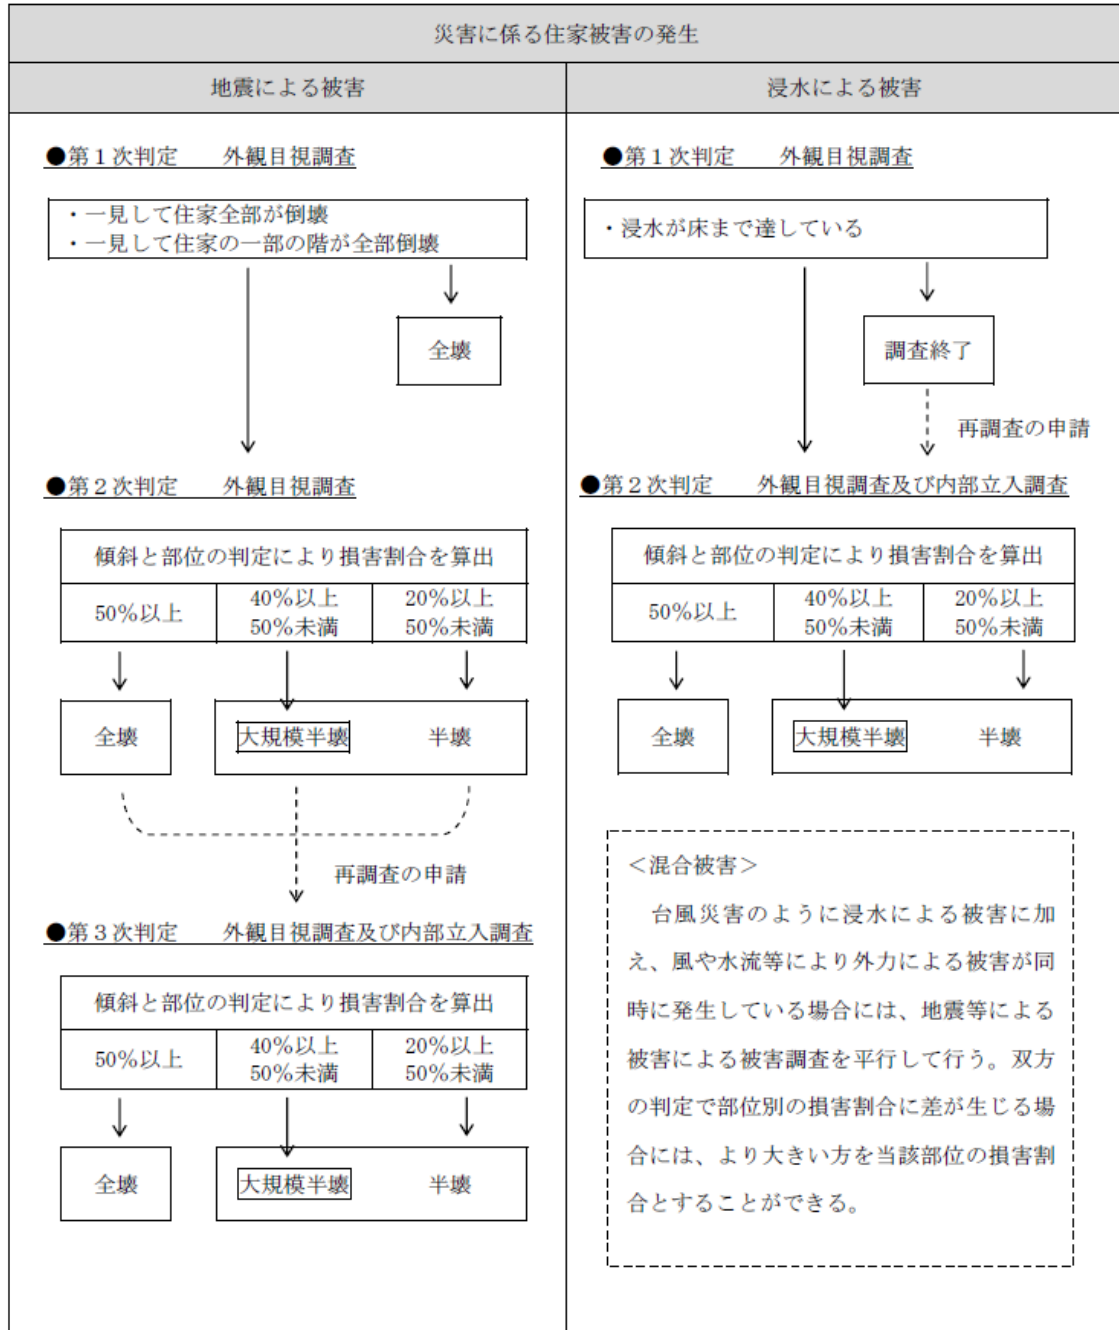 災害に係る住家被害の発生
地震による被害
●第1次判定　外観目視調査
・一見して住家全部が倒壊
・一見して住家の一部の階が全部倒壊
全壊
●第2次判定　外観目視調査
傾斜と部位の判定により損害割合を算出
50%以上
40%以上
50%未満
20%以上
50%未満
全壊
大規模半壊
半壊
再調査の申請
●第3次判定　外観目視調査及び内部立入調査
傾斜と部位の判定により損害割合を算出
50%以上
40%以上
50%未満
20%以上
50%未満
全壊
大規模半壊
半壊
浸水による被害
●第1次判定　外観目視調査
・浸水が床まで達している
調査終了
再調査の申請
●第2次判定　外観目視調査及び内部立入調査
傾斜と部位の判定により損害割合を算出
50%以上
40%以上
50%未満
20%以上
50%未満
全壊
大規模半壊
半壊
＜混合被害＞
台風災害のように浸水による被害に加
え、風や水流等により外力による被害が同
時に発生している場合には、地震等による
被害による被害調査を平行して行う。双方
の判定で部位別の損害割合に差が生じる場
合には、より大きい方を当該部位の損害割
合とすることができる。